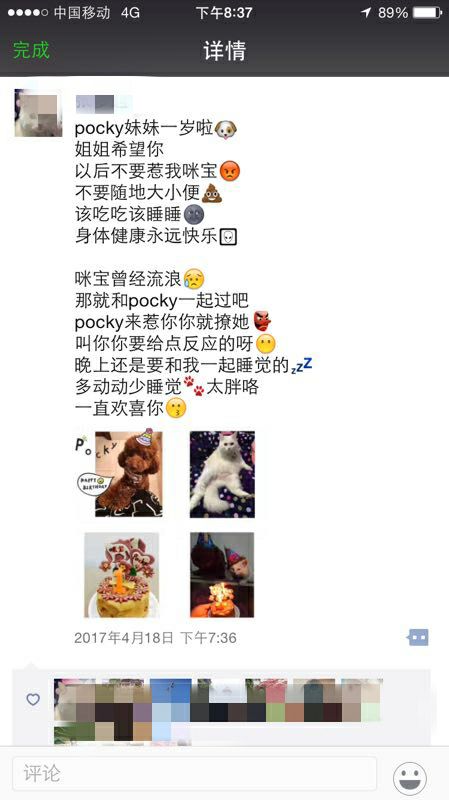 中国移动 4G 下午8:37 89%
完成 详情
pocky妹妹一岁啦🐶
姐姐希望你
以后不要惹我咪宝😡
不要随地大小便💩
该吃吃该睡睡🌚
身体健康永远快乐
咪宝曾经流浪😥
那就和pocky一起过吧
pocky来惹你你就撩她👺
叫你你要给点反应的呀😶
晚上还是要和我一起睡觉的💤
多动动少睡觉🐾太胖咯
一直欢喜你😗
Pocky
HAPPY
BIRTHDAY
2017年4月18日 下午7:36
评论